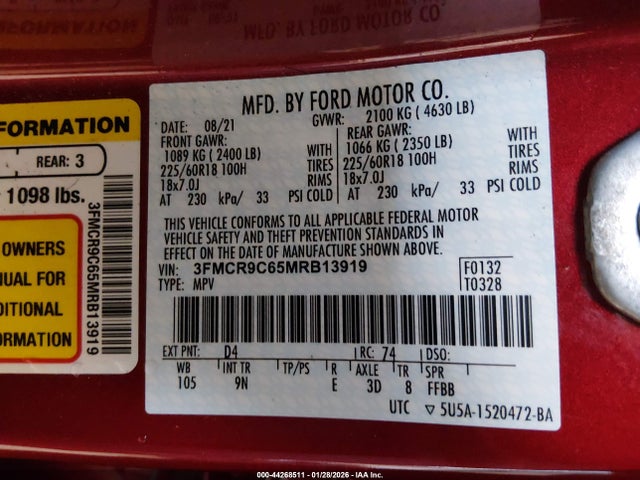 MFD. BY FORD MOTOR CO.
DATE: 08/21 GVWR: 2100 KG ( 4630 LB)
FRONT GAWR: REAR GAWR: WITH
1089 KG ( 2400 LB) WITH 1066 KG ( 2350 LB) TIRES
225/60R18 100H TIRES 225/60R18 100H RIMS
18x7.0J RIMS 18x7.0J
AT 230 kPa/ 33 PSI COLD AT 230 kPa/ 33 PSI COLD
THIS VEHICLE CONFORMS TO ALL APPLICABLE FEDERAL MOTOR
VEHICLE SAFETY AND THEFT PREVENTION STANDARDS IN
EFFECT ON THE DATE OF MANUFACTURE SHOWN ABOVE.
VIN: 3FMCR9C65MRB13919 F0132
TYPE: MPV T0328
EXT PNT: D4 RC: 74 DSO:
WB INT TR TP/PS R AXLE TR SPR
105 9N E 3D 8 FFBB
UTC ▽5U5A-1520472-BA
FORMATION
REAR: 3
1098 lbs.
OWNERS
UAL FOR
DITIONAL
ORMATION
3FMCR9C65MRB13919
000-44268511 - 01/28/2026 - IAA Inc.